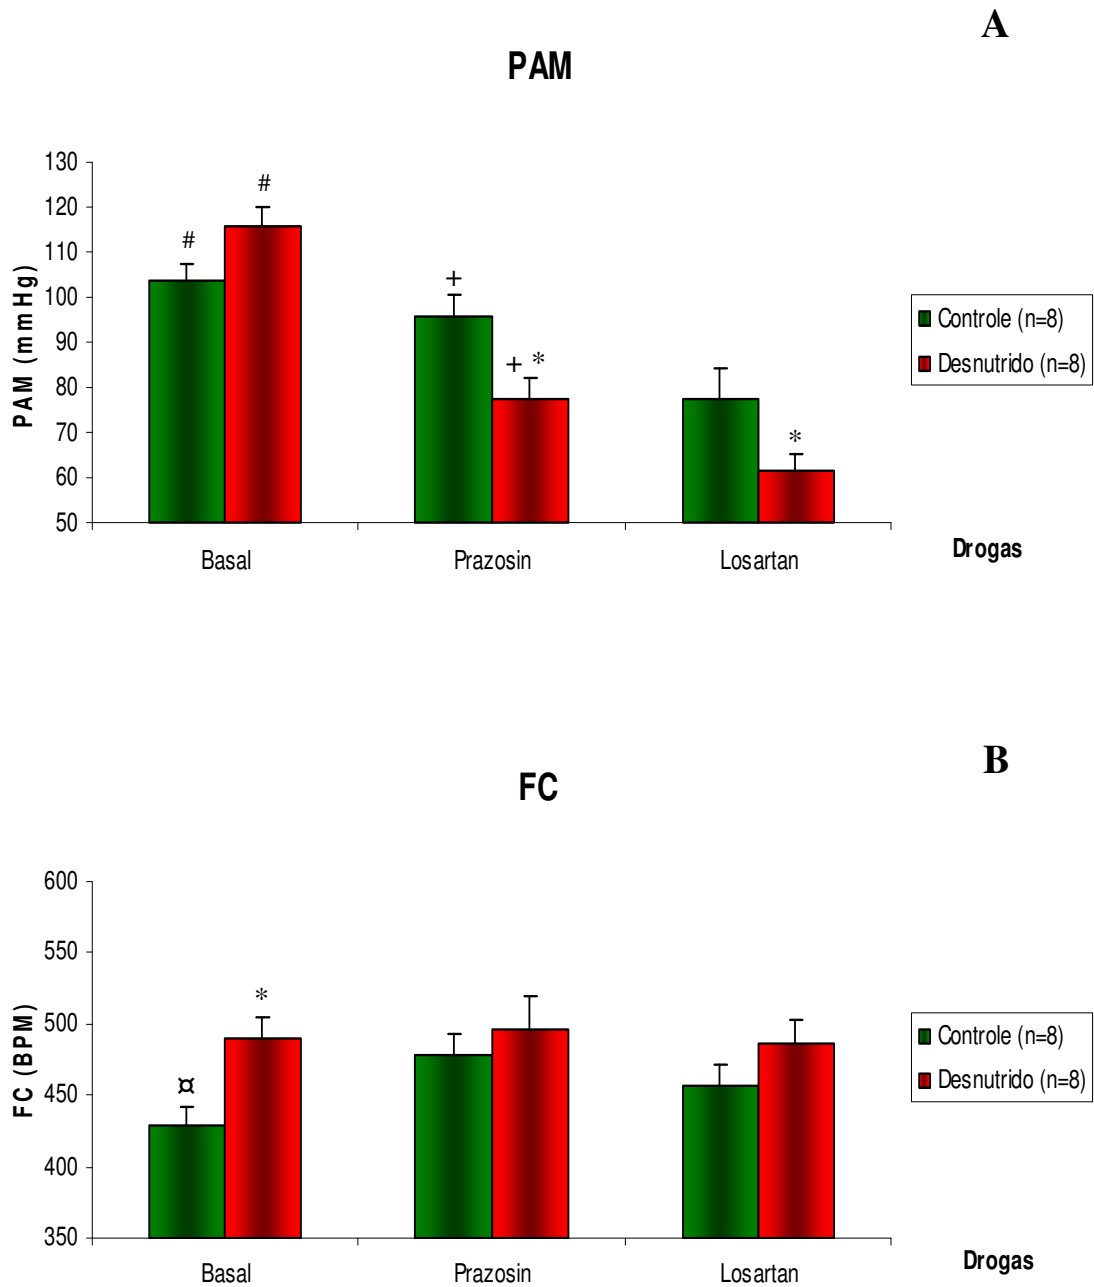 A
PAM
PAM (mmHg)
130
120
110
100
90
80
70
60
50
#
#
+
+ *
*
Basal
Prazosin
Losartan
Drogas
Controle (n=8)
Desnutrido (n=8)
B
FC
FC (BPM)
600
550
500
450
400
350
¤
*
Basal
Prazosin
Losartan
Drogas
Controle (n=8)
Desnutrido (n=8)